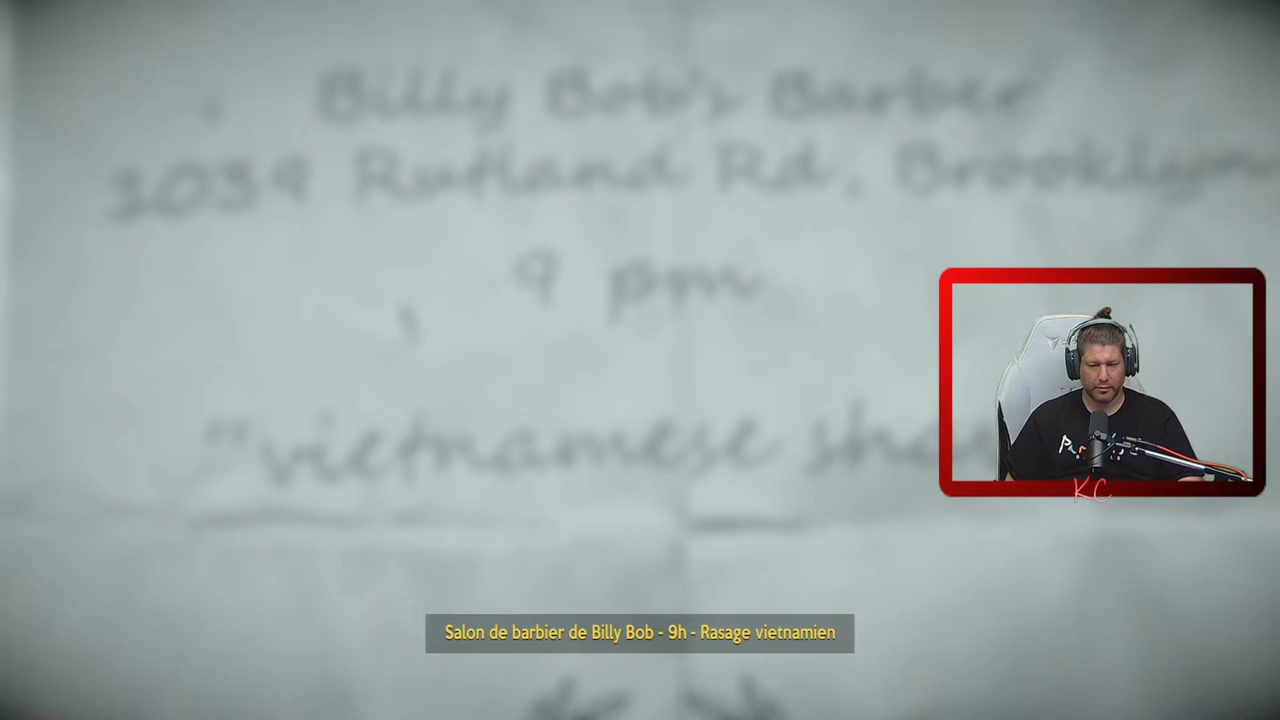 Billy Bob's Barber
1039 Rutland Rd, Brooklyn
9 pm
"vietnamese
KC
Salon de barbier de Billy Bob - 9h - Rasage vietnamien